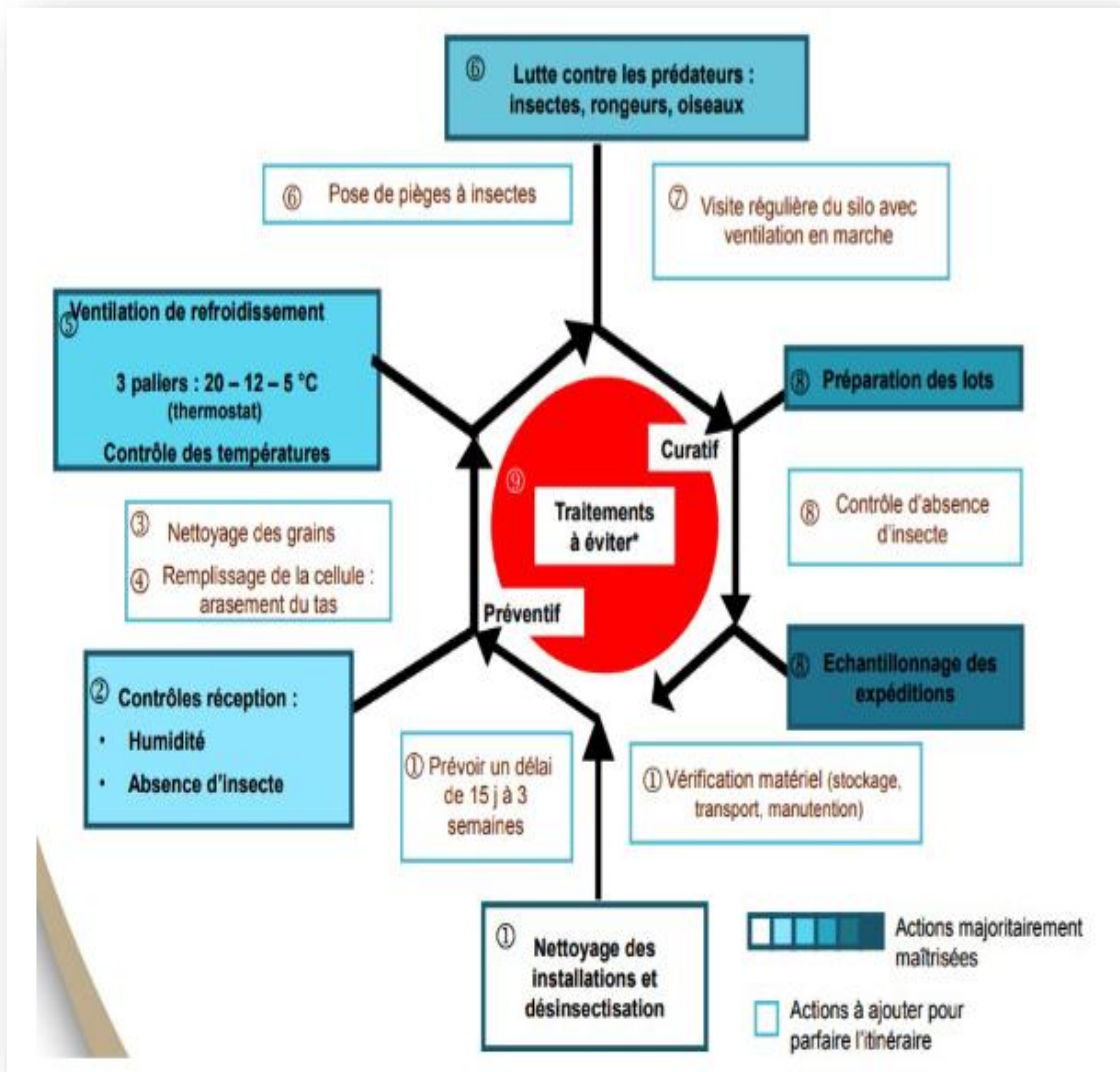 ⑥ Lutte contre les prédateurs :
insectes, rongeurs, oiseaux
⑥ Pose de pièges à insectes
⑦ Visite régulière du silo avec
ventilation en marche
⑤ Ventilation de refroidissement
3 paliers : 20 – 12 – 5 °C
(thermostat)
Contrôle des températures
⑧ Préparation des lots
Curatif
⑨
Traitements
à éviter*
Préventif
⑧ Contrôle d'absence
d'insecte
③ Nettoyage des grains
④ Remplissage de la cellule :
arasement du tas
② Contrôles réception :
• Humidité
• Absence d'insecte
⑧ Echantillonnage des
expéditions
① Prévoir un délai
de 15 j à 3
semaines
① Vérification matériel (stockage,
transport, manutention)
① Nettoyage des
installations et
désinsectisation
Actions majoritairement
maîtrisées
Actions à ajouter pour
parfaire l'itinéraire